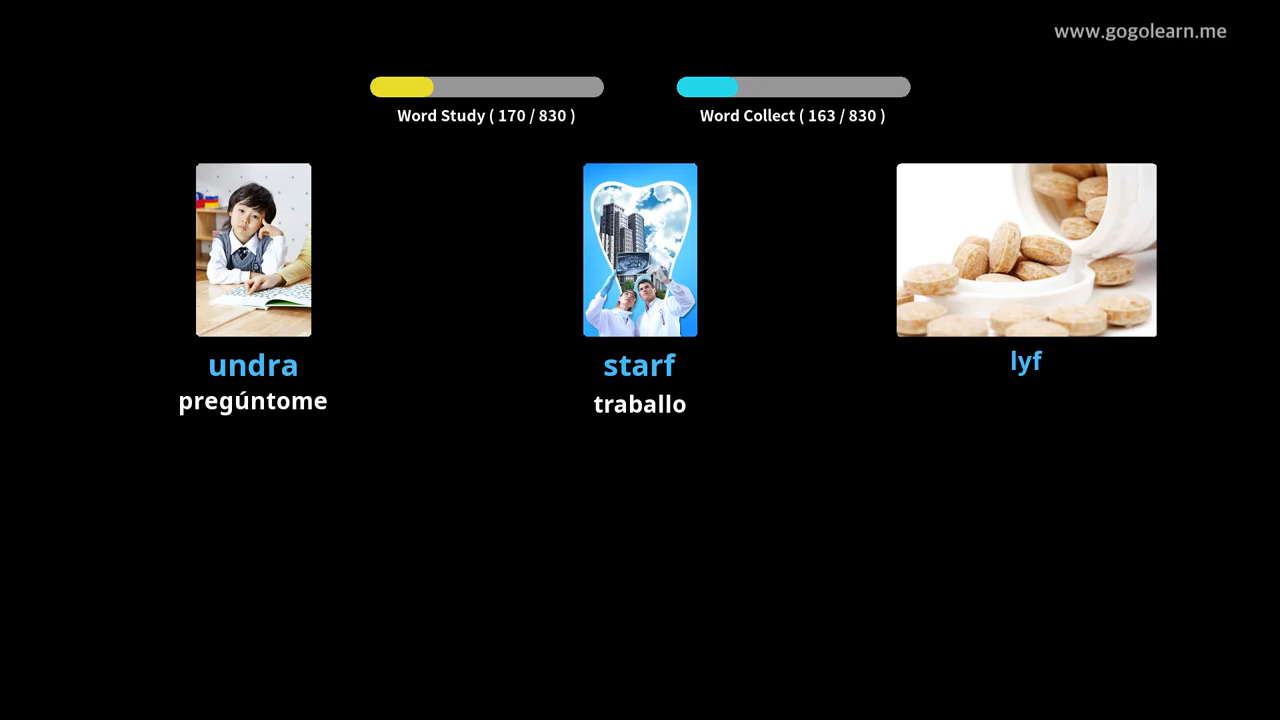 www.gogolearn.me
Word Study ( 170 / 830 )
Word Collect ( 163 / 830 )
undra
pregúntome
starf
traballo
lyf